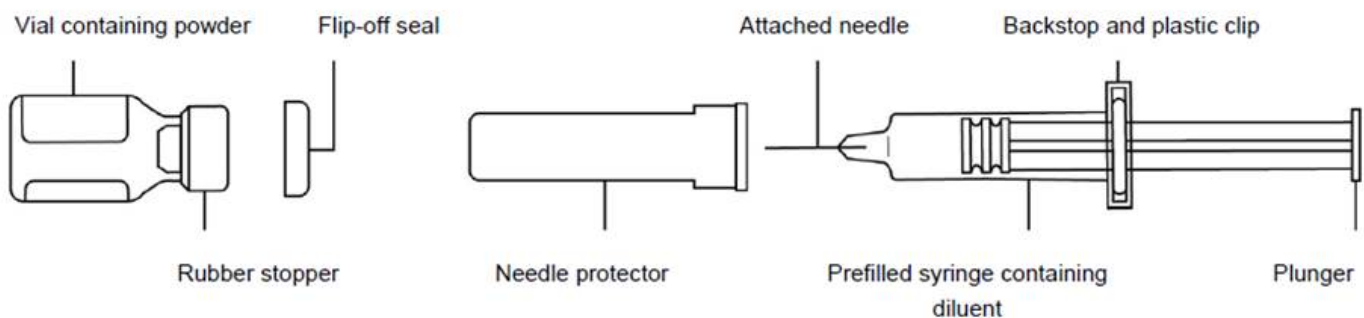 Vial containing powder
Flip-off seal
Attached needle
Backstop and plastic clip
Rubber stopper
Needle protector
Prefilled syringe containing
diluent
Plunger